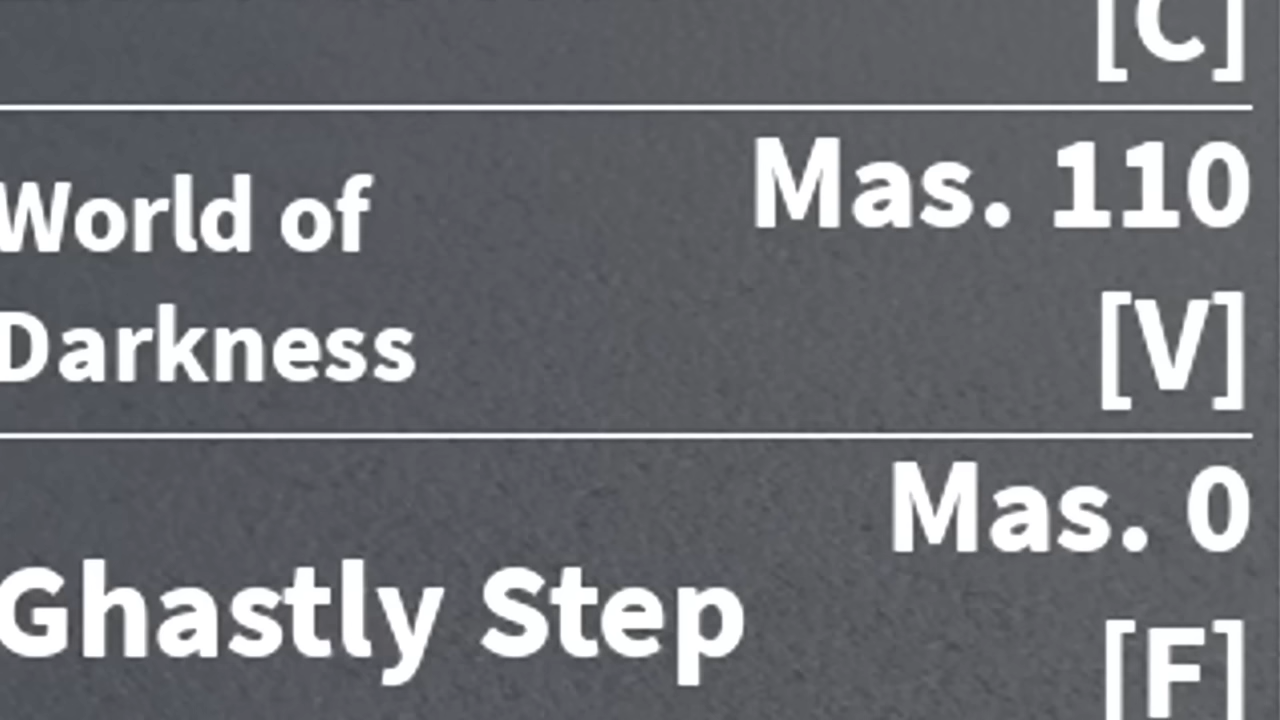 [C]
World of
Darkness
Mas. 110
[V]
Ghastly Step
Mas. 0
[F]